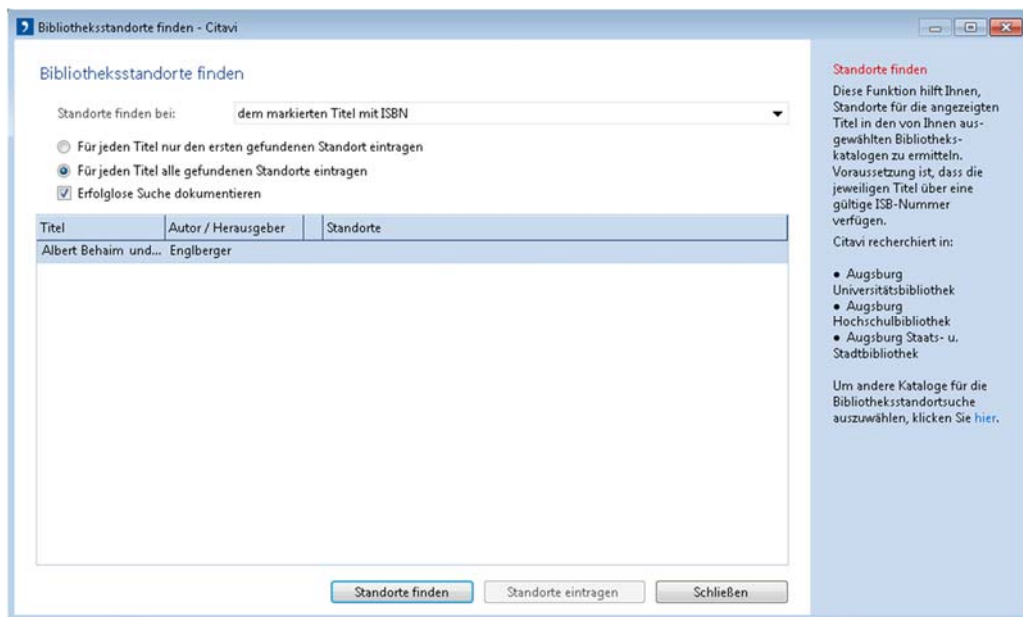 Bibliotheksstandorte finden - Citavi
Bibliotheksstandorte finden
Standorte finden bei: dem markierten Titel mit ISBN
Für jeden Titel nur den ersten gefundenen Standort eintragen
Für jeden Titel alle gefundenen Standorte eintragen
Erfolglose Suche dokumentieren
Titel Autor / Herausgeber Standorte
Albert Behaim und... Englberger
Standorte finden Standorte eintragen Schließen
Standorte finden
Diese Funktion hilft Ihnen,
Standorte für die angezeigten
Titel in den von Ihnen aus-
gewählten Bibliotheks-
katalogen zu ermitteln.
Voraussetzung ist, dass die
jeweiligen Titel über eine
gültige ISB-Nummer
verfügen.
Citavi recherchiert in:
• Augsburg
Universitätsbibliothek
• Augsburg
Hochschulbibliothek
• Augsburg Staats- u.
Stadtbibliothek
Um andere Kataloge für die
Bibliotheksstandortsuche
auszuwählen, klicken Sie hier.